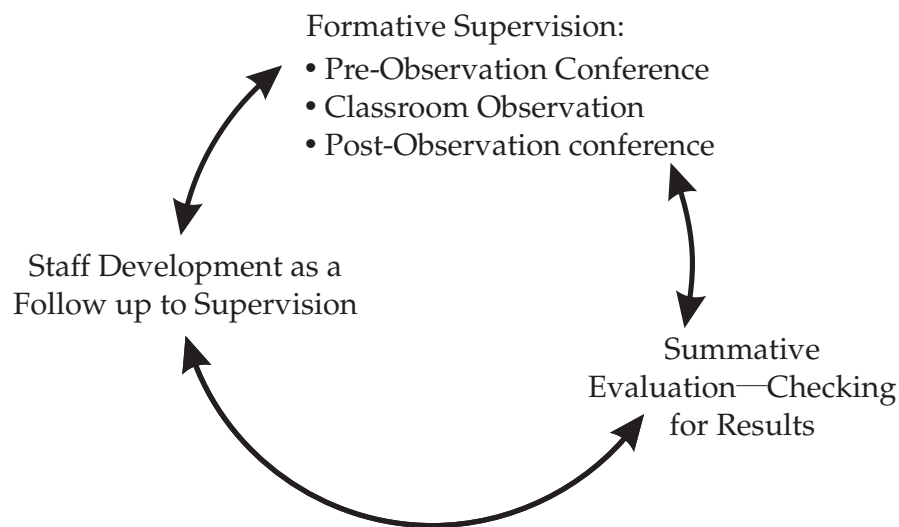 Formative Supervision:
• Pre-Observation Conference
• Classroom Observation
• Post-Observation conference
Staff Development as a
Follow up to Supervision
Summative
Evaluation—Checking
for Results